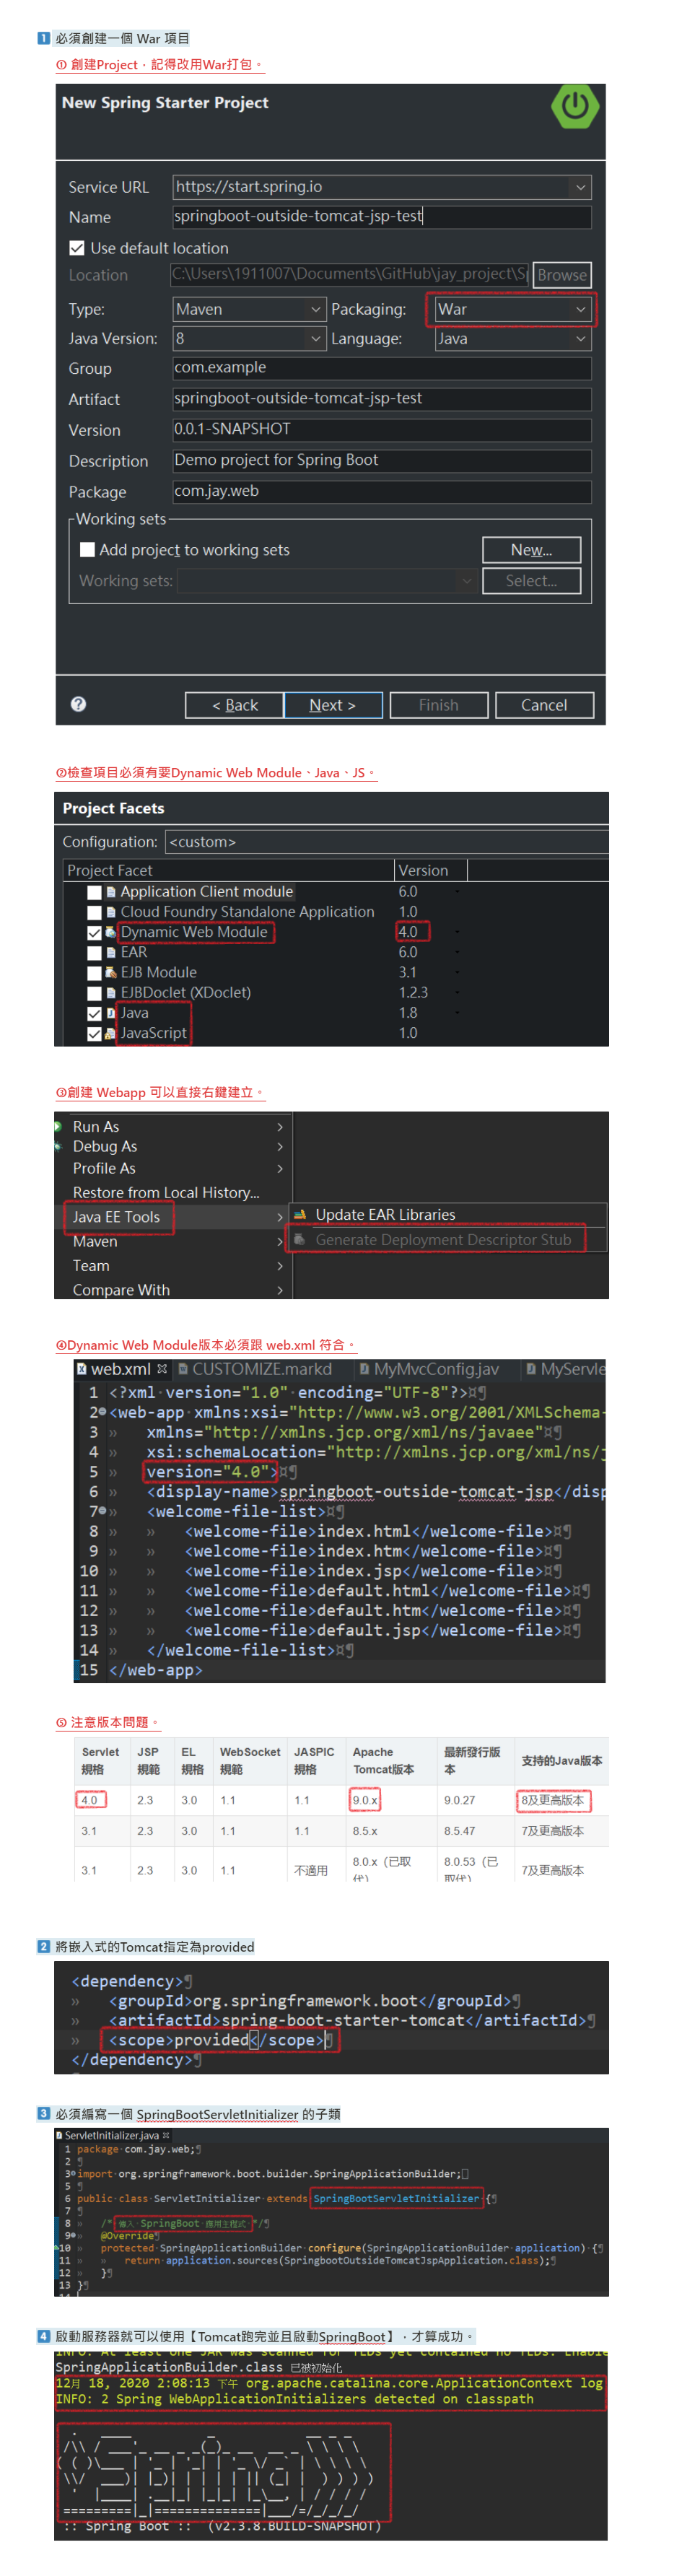 1 必須創建一個 War 項目
① 創建Project，記得改用War打包。
New Spring Starter Project
Service URL https://start.spring.io
Name springboot-outside-tomcat-jsp-test
Use default location
Location C:\Users\1911007\Documents\GitHub\jay_project\S Browse
Type: Maven Packaging: War
Java Version: 8 Language: Java
Group com.example
Artifact springboot-outside-tomcat-jsp-test
Version 0.0.1-SNAPSHOT
Description Demo project for Spring Boot
Package com.jay.web
Working sets
Add project to working sets New...
Working sets: Select...
? < Back Next > Finish Cancel
②檢查項目必須有要Dynamic Web Module、Java、JS。
Project Facets
Configuration: <custom>
Project Facet Version
Application Client module 6.0
Cloud Foundry Standalone Application 1.0
Dynamic Web Module 4.0
EAR 6.0
EJB Module 3.1
EJBDoclet (XDoclet) 1.2.3
Java 1.8
JavaScript 1.0
③創建 Webapp 可以直接右鍵建立。
Run As >
Debug As >
Profile As >
Restore from Local History...
Java EE Tools > Update EAR Libraries
Maven > Generate Deployment Descriptor Stub
Team >
Compare With >
④Dynamic Web Module版本必須跟 web.xml 符合。
web.xml CUSTOMIZE.markd MyMvcConfig.jav MyServle
1 <?xml version="1.0" encoding="UTF-8"?>¤¶
2 <web-app xmlns:xsi="http://www.w3.org/2001/XMLSchema-
3 » xmlns="http://xmlns.jcp.org/xml/ns/javaee"¤¶
4 » xsi:schemaLocation="http://xmlns.jcp.org/xml/ns/j
5 » version="4.0">¤¶
6 » <display-name>springboot-outside-tomcat-jsp</disp
7 » <welcome-file-list>¤¶
8 » » <welcome-file>index.html</welcome-file>¤¶
9 » » <welcome-file>index.htm</welcome-file>¤¶
10 » » <welcome-file>index.jsp</welcome-file>¤¶
11 » » <welcome-file>default.html</welcome-file>¤¶
12 » » <welcome-file>default.htm</welcome-file>¤¶
13 » » <welcome-file>default.jsp</welcome-file>¤¶
14 » </welcome-file-list>¤¶
15 </web-app>
⑤ 注意版本問題。
Servlet規格 JSP規範 EL規格 WebSocket規範 JASPIC規格 Apache Tomcat版本 最新發行版本 支持的Java版本
4.0 2.3 3.0 1.1 1.1 9.0.x 9.0.27 8及更高版本
3.1 2.3 3.0 1.1 1.1 8.5.x 8.5.47 7及更高版本
3.1 2.3 3.0 1.1 不適用 8.0.x（已取代） 8.0.53（已取代） 7及更高版本
2 將嵌入式的Tomcat指定為provided
<dependency>¶
» <groupId>org.springframework.boot</groupId>¶
» <artifactId>spring-boot-starter-tomcat</artifactId>¶
» <scope>provided</scope>¶
</dependency>¶
3 必須編寫一個 SpringBootServletInitializer 的子類
ServletInitializer.java
1 package com.jay.web;¶
2 ¶
3 import org.springframework.boot.builder.SpringApplicationBuilder;
5 ¶
6 public class ServletInitializer extends SpringBootServletInitializer {¶
7 ¶
8 » /* 傳入 SpringBoot 應用主程式 */¶
9 » @Override¶
10 » protected SpringApplicationBuilder configure(SpringApplicationBuilder application) {¶
11 » » return application.sources(SpringbootOutsideTomcatJspApplication.class);¶
12 » }¶
13 }¶
14
4 啟動服務器就可以使用【Tomcat跑完並且啟動SpringBoot】，才算成功。
INFO: At least one JAR was scanned for TLDs yet contained no TLDs. Enable
SpringApplicationBuilder.class 已被初始化
12月 18, 2020 2:08:13 下午 org.apache.catalina.core.ApplicationContext log
INFO: 2 Spring WebApplicationInitializers detected on classpath
:: Spring Boot :: (v2.3.8.BUILD-SNAPSHOT)